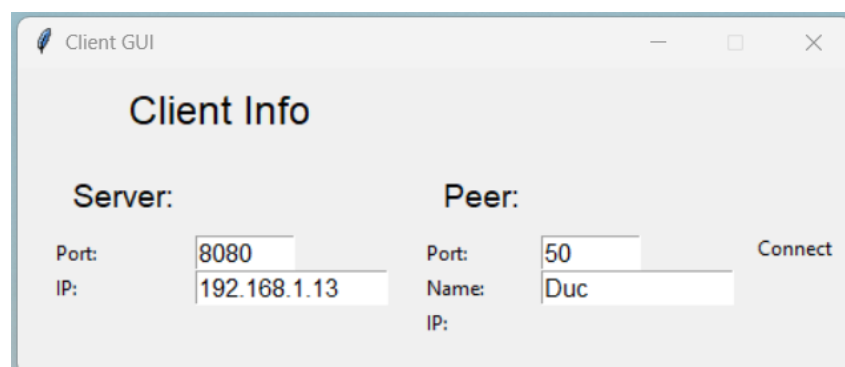 Client GUI
Client Info
Server: Peer:
Port: 8080 Port: 50 Connect
IP: 192.168.1.13 Name: Duc
IP: